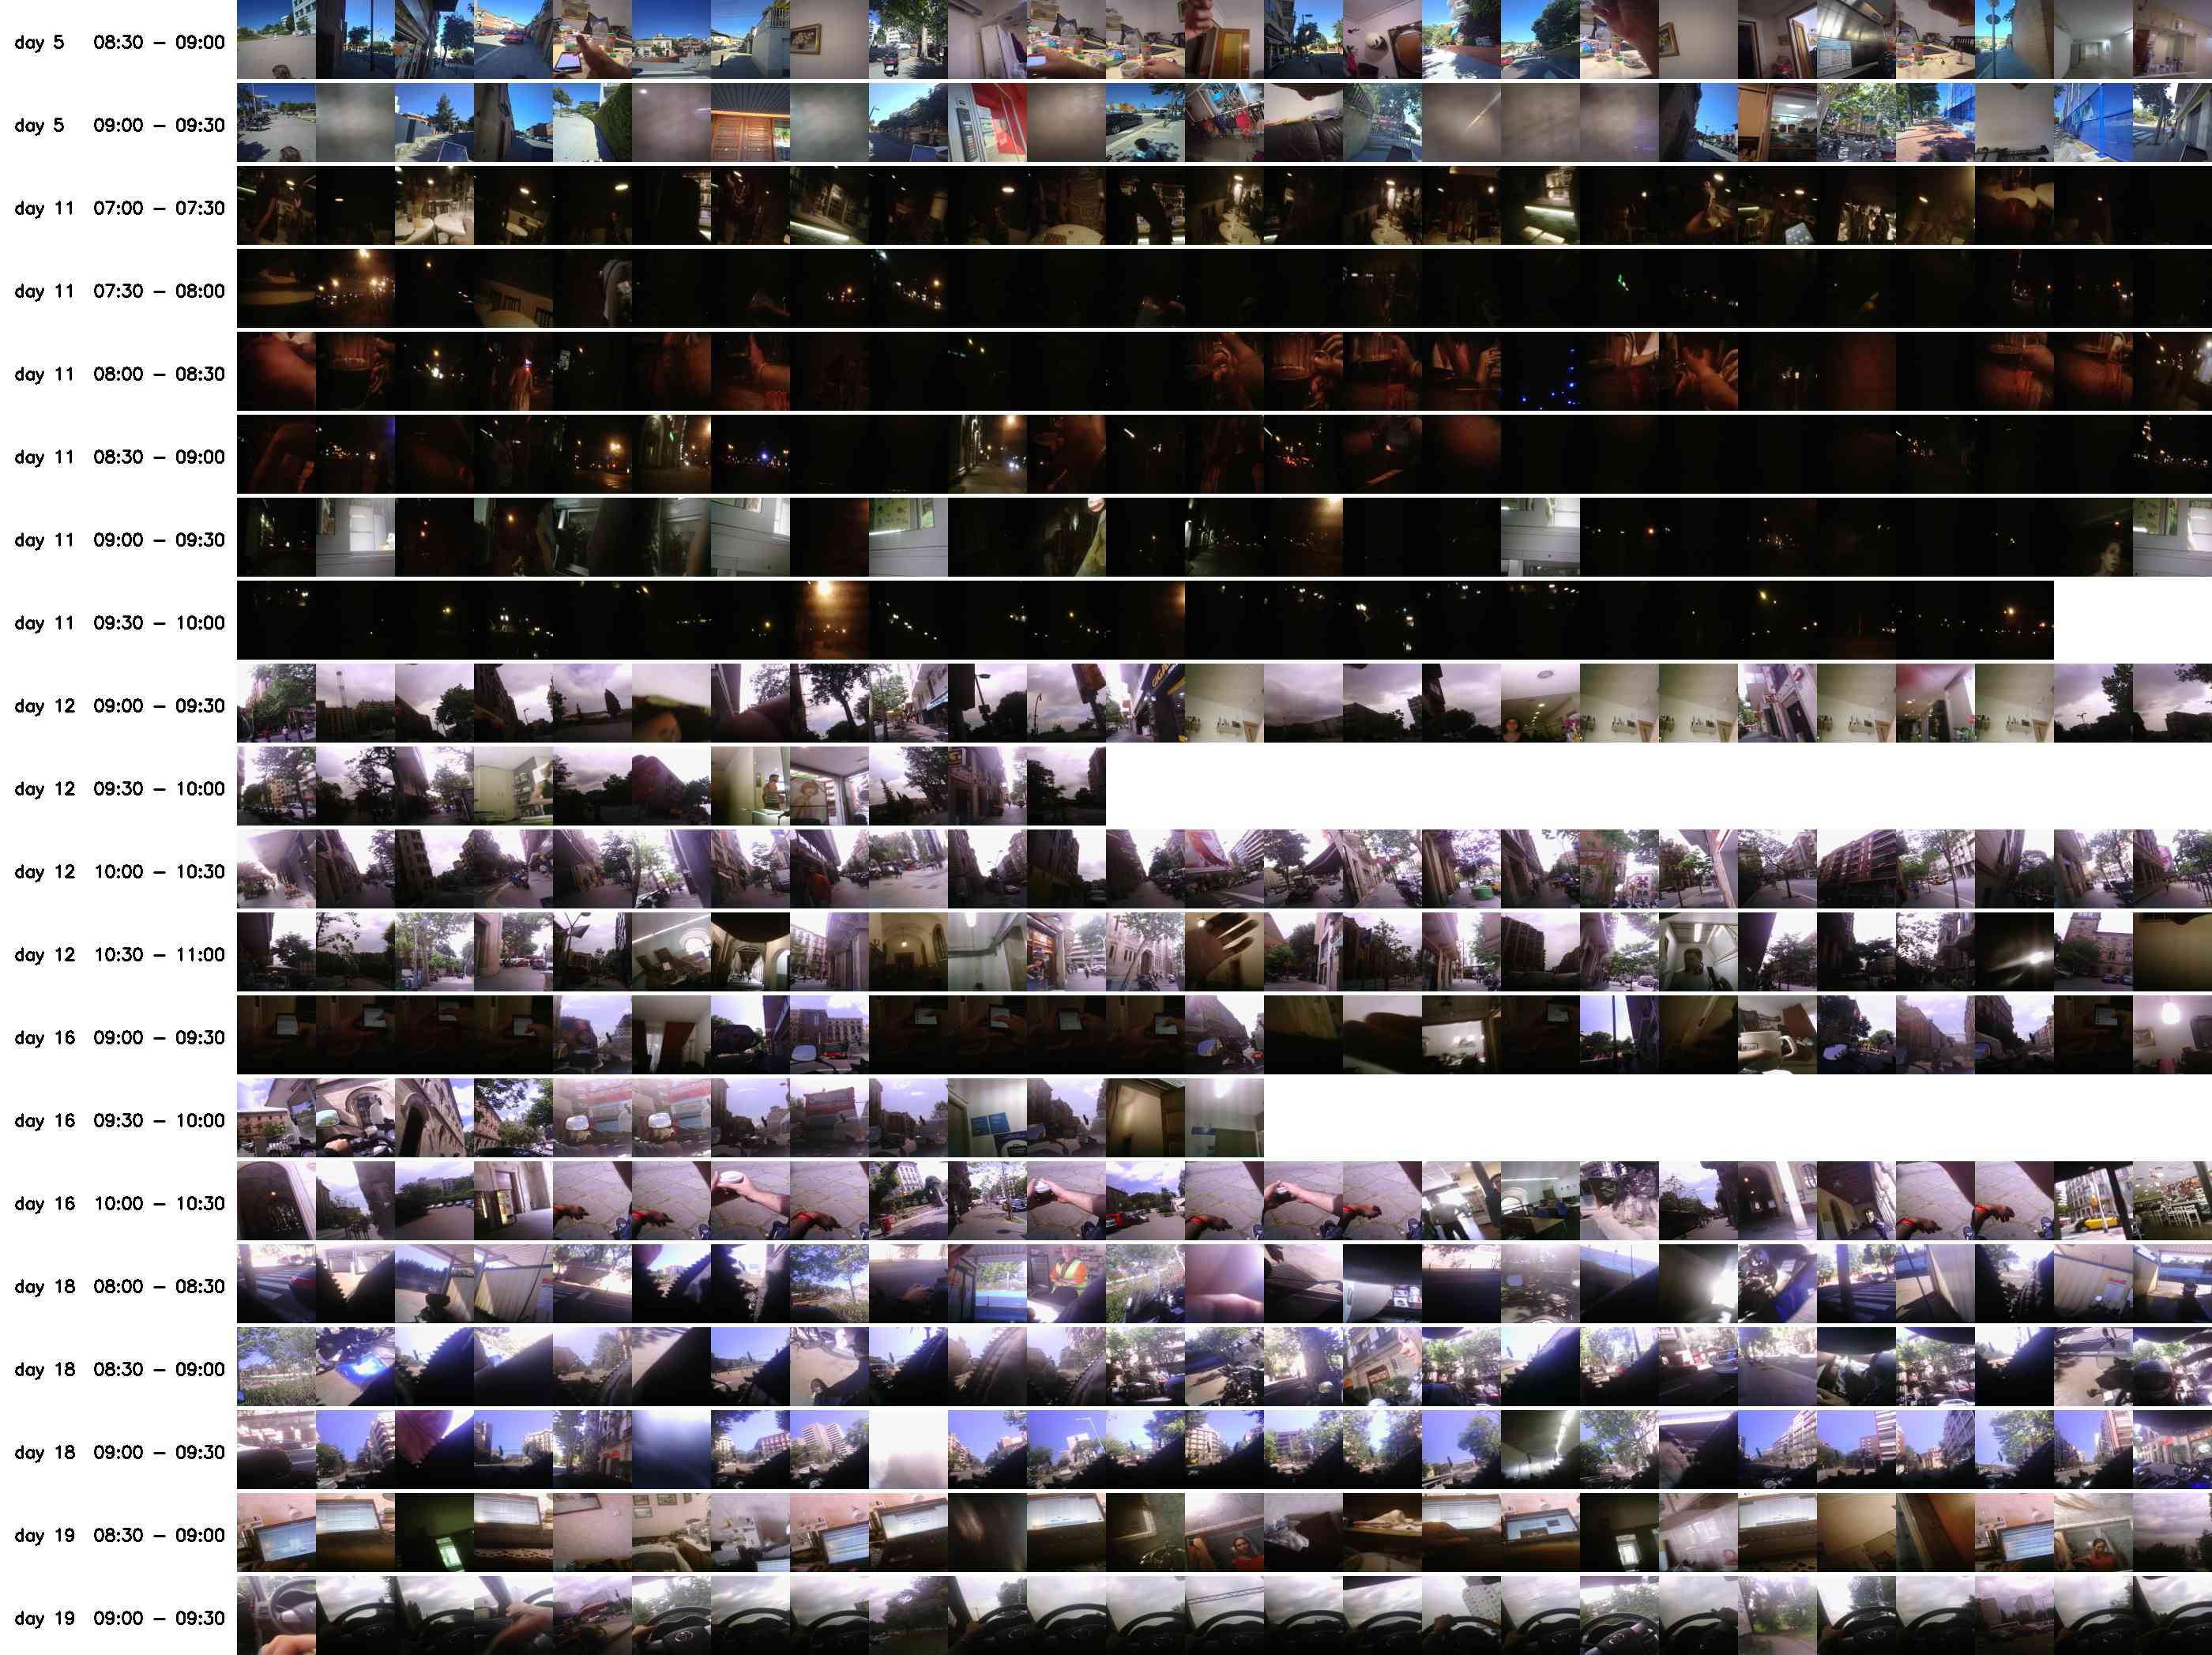 day 5 08:30 – 09:00
day 5 09:00 – 09:30
day 11 07:00 – 07:30
day 11 07:30 – 08:00
day 11 08:00 – 08:30
day 11 08:30 – 09:00
day 11 09:00 – 09:30
day 11 09:30 – 10:00
day 12 09:00 – 09:30
day 12 09:30 – 10:00
day 12 10:00 – 10:30
day 12 10:30 – 11:00
day 16 09:00 – 09:30
day 16 09:30 – 10:00
day 16 10:00 – 10:30
day 18 08:00 – 08:30
day 18 08:30 – 09:00
day 18 09:00 – 09:30
day 19 08:30 – 09:00
day 19 09:00 – 09:30